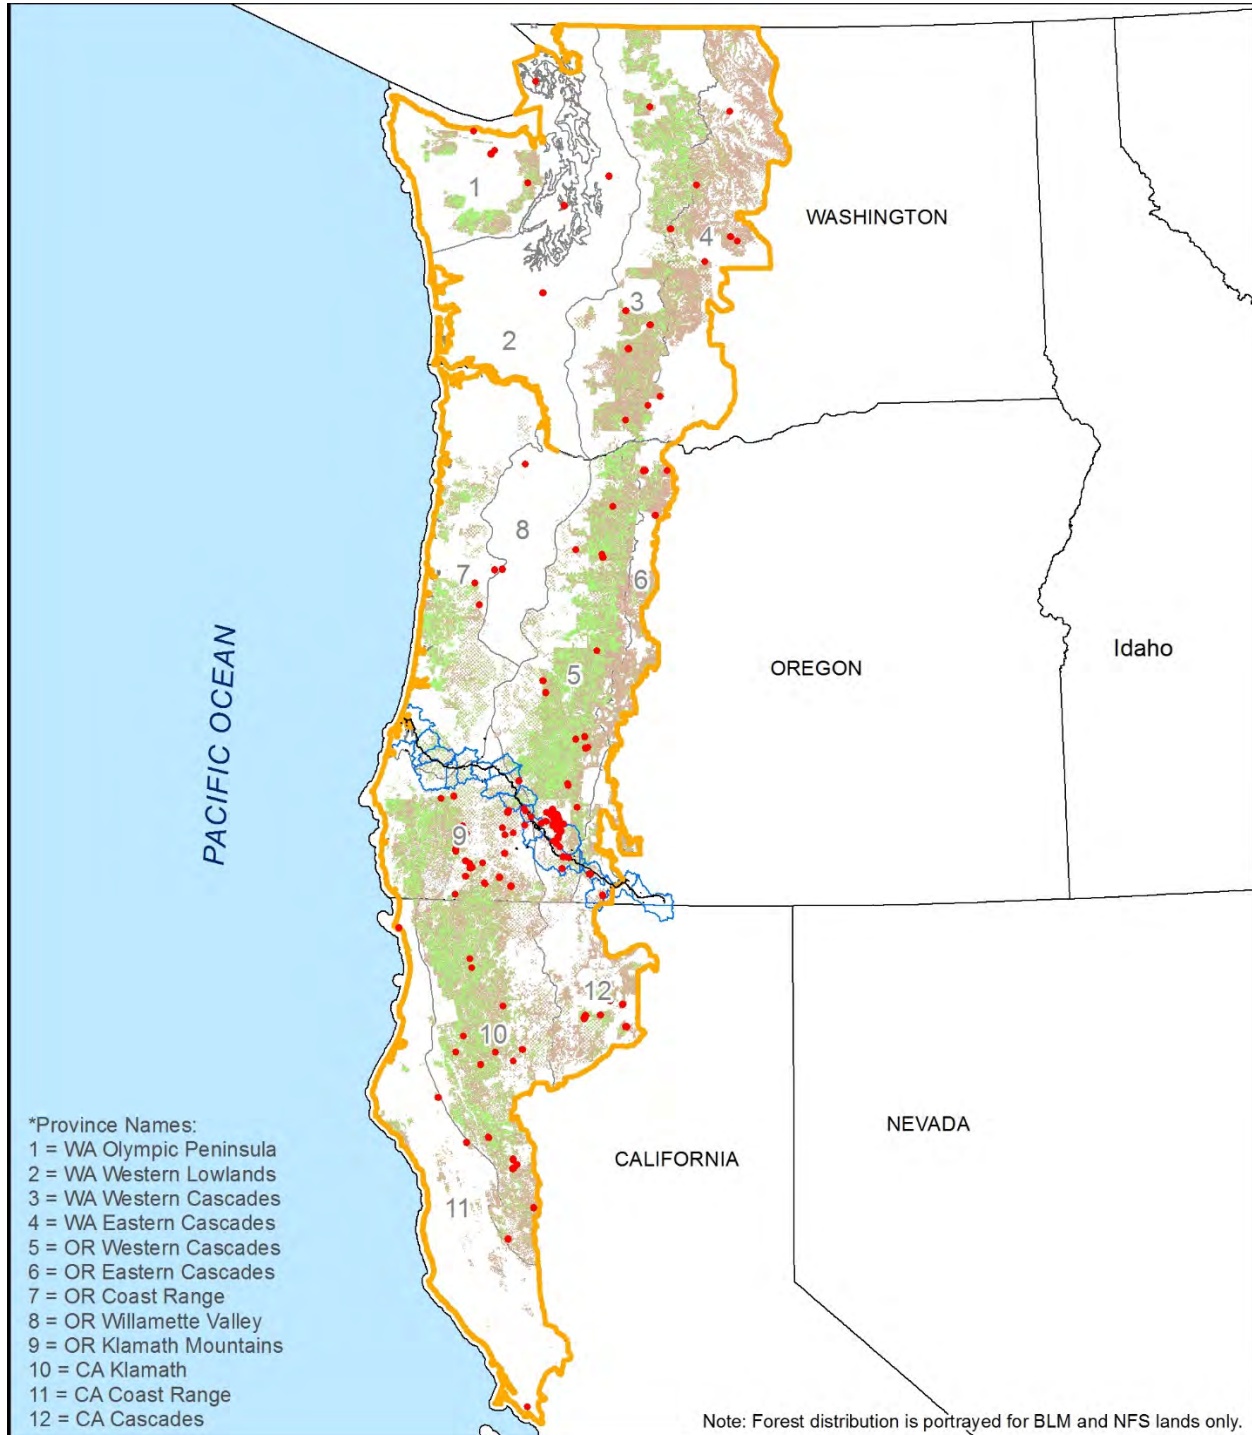 1
WASHINGTON
4
3
2
8
7
6
PACIFIC OCEAN
5
OREGON
Idaho
9
12
10
*Province Names:
1 = WA Olympic Peninsula
2 = WA Western Lowlands
3 = WA Western Cascades
4 = WA Eastern Cascades
5 = OR Western Cascades
6 = OR Eastern Cascades
7 = OR Coast Range
8 = OR Willamette Valley
9 = OR Klamath Mountains
10 = CA Klamath
11 = CA Coast Range
12 = CA Cascades
NEVADA
CALIFORNIA
11
Note: Forest distribution is portrayed for BLM and NFS lands only.